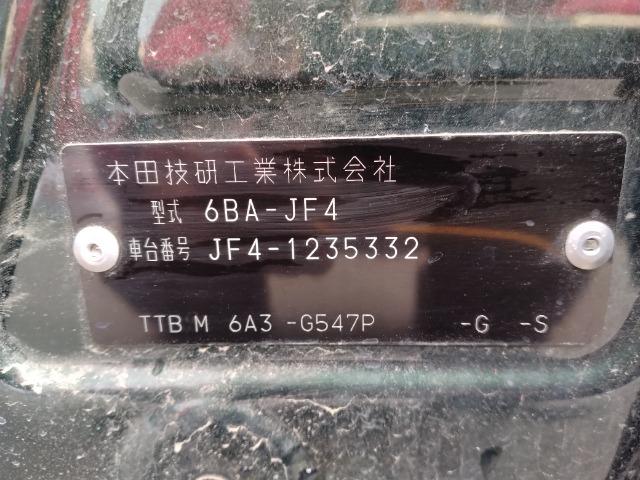 本田技研工業株式会社
型式 6BA-JF4
車台番号 JF4-1235332
TTB M 6A3 -G547P -G -S